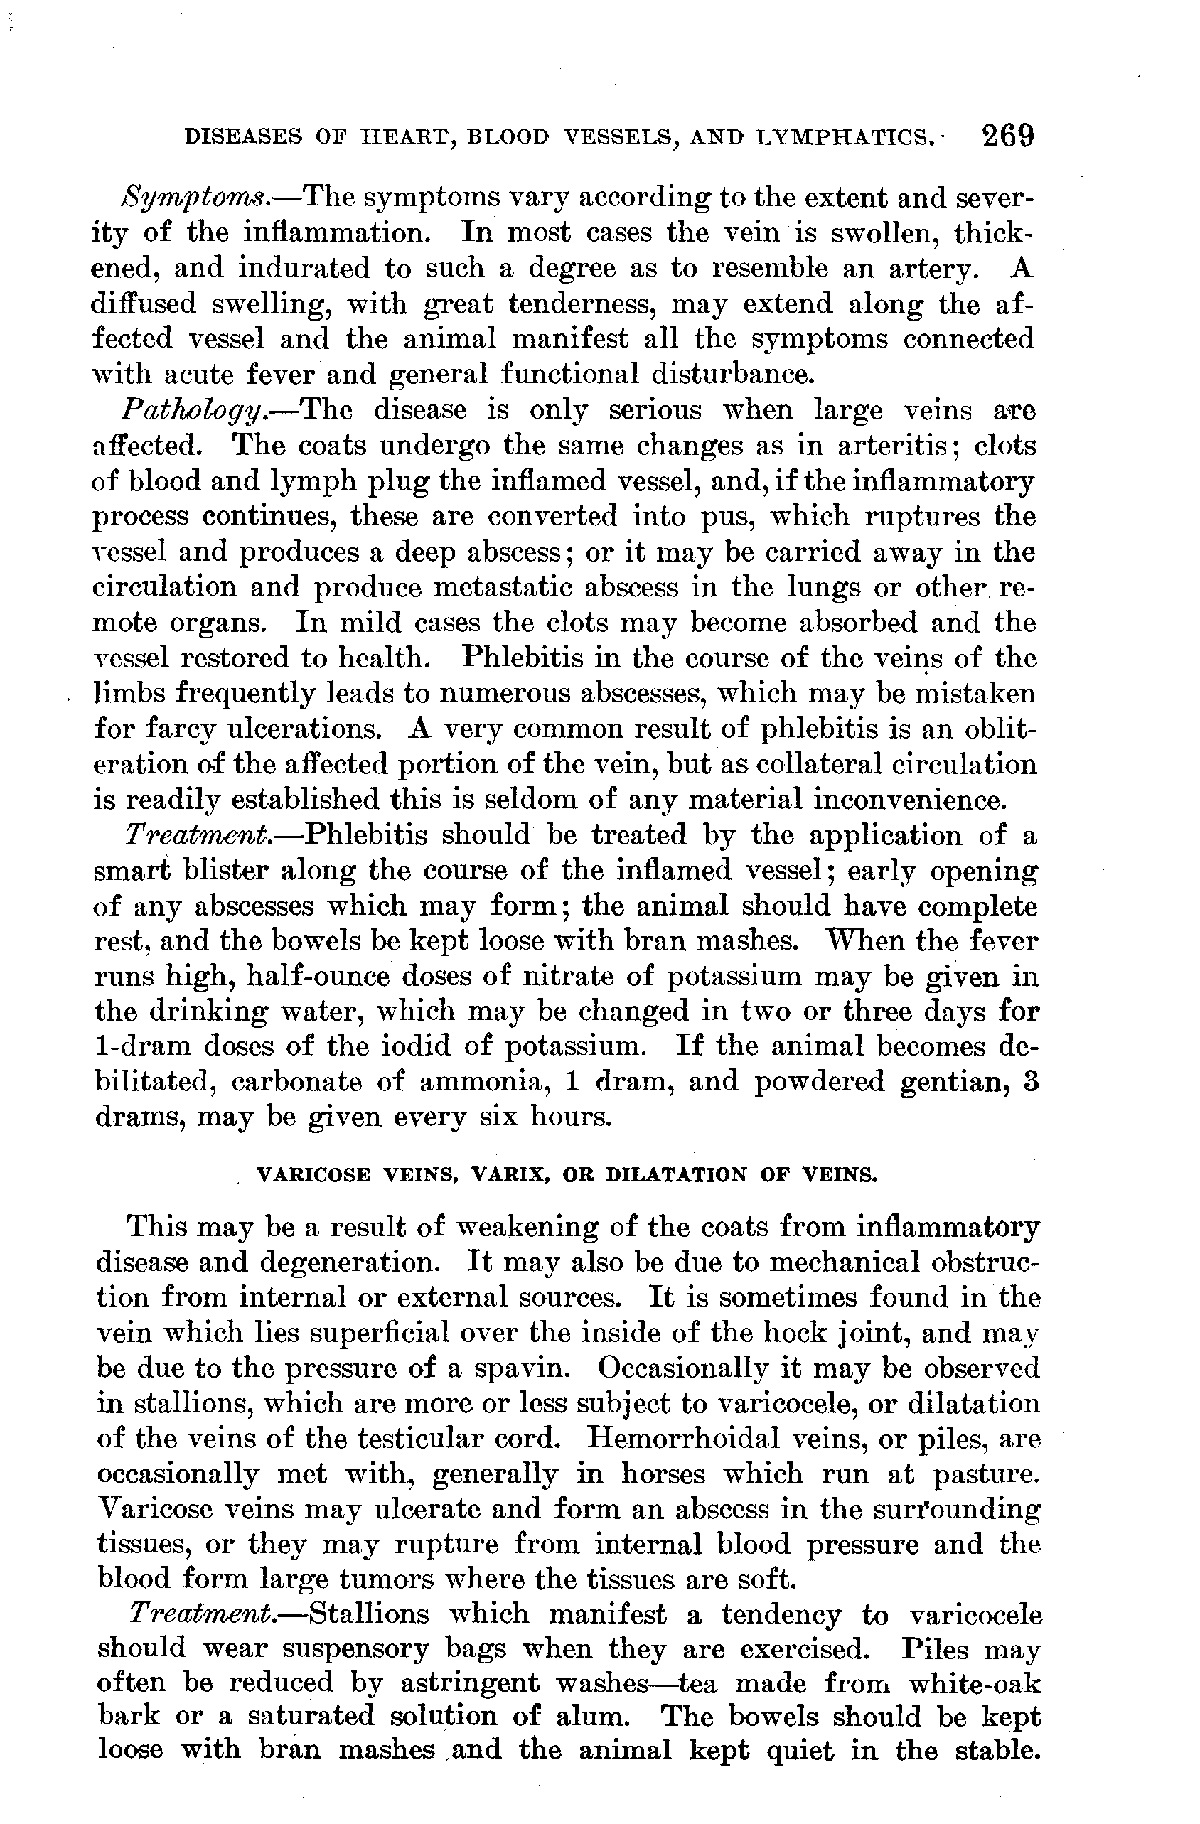 DISEASES OF HEART, BLOOD VESSELS, AND LYMPHATICS. 269
Symptoms.—The symptoms vary according to the extent and sever-
ity of the inflammation. In most cases the vein is swollen, thick-
ened, and indurated to such a degree as to resemble an artery. A
diffused swelling, with great tenderness, may extend along the af-
fected vessel and the animal manifest all the symptoms connected
with acute fever and general functional disturbance.
Pathology.—The disease is only serious when large veins are
affected. The coats undergo the same changes as in arteritis; clots
of blood and lymph plug the inflamed vessel, and, if the inflammatory
process continues, these are converted into pus, which ruptures the
vessel and produces a deep abscess; or it may be carried away in the
circulation and produce metastatic abscess in the lungs or other re-
mote organs. In mild cases the clots may become absorbed and the
vessel restored to health. Phlebitis in the course of the veins of the
limbs frequently leads to numerous abscesses, which may be mistaken
for farcy ulcerations. A very common result of phlebitis is an oblit-
eration of the affected portion of the vein, but as collateral circulation
is readily established this is seldom of any material inconvenience.
Treatment.—Phlebitis should be treated by the application of a
smart blister along the course of the inflamed vessel; early opening
of any abscesses which may form; the animal should have complete
rest, and the bowels be kept loose with bran mashes. When the fever
runs high, half-ounce doses of nitrate of potassium may be given in
the drinking water, which may be changed in two or three days for
1-dram doses of the iodid of potassium. If the animal becomes de-
bilitated, carbonate of ammonia, 1 dram, and powdered gentian, 3
drams, may be given every six hours.
VARICOSE VEINS, VARIX, OR DILATATION OF VEINS.
This may be a result of weakening of the coats from inflammatory
disease and degeneration. It may also be due to mechanical obstruc-
tion from internal or external sources. It is sometimes found in the
vein which lies superficial over the inside of the hock joint, and may
be due to the pressure of a spavin. Occasionally it may be observed
in stallions, which are more or less subject to varicocele, or dilatation
of the veins of the testicular cord. Hemorrhoidal veins, or piles, are
occasionally met with, generally in horses which run at pasture.
Varicose veins may ulcerate and form an abscess in the surrounding
tissues, or they may rupture from internal blood pressure and the
blood form large tumors where the tissues are soft.
Treatment.—Stallions which manifest a tendency to varicocele
should wear suspensory bags when they are exercised. Piles may
often be reduced by astringent washes—tea made from white-oak
bark or a saturated solution of alum. The bowels should be kept
loose with bran mashes and the animal kept quiet in the stable.